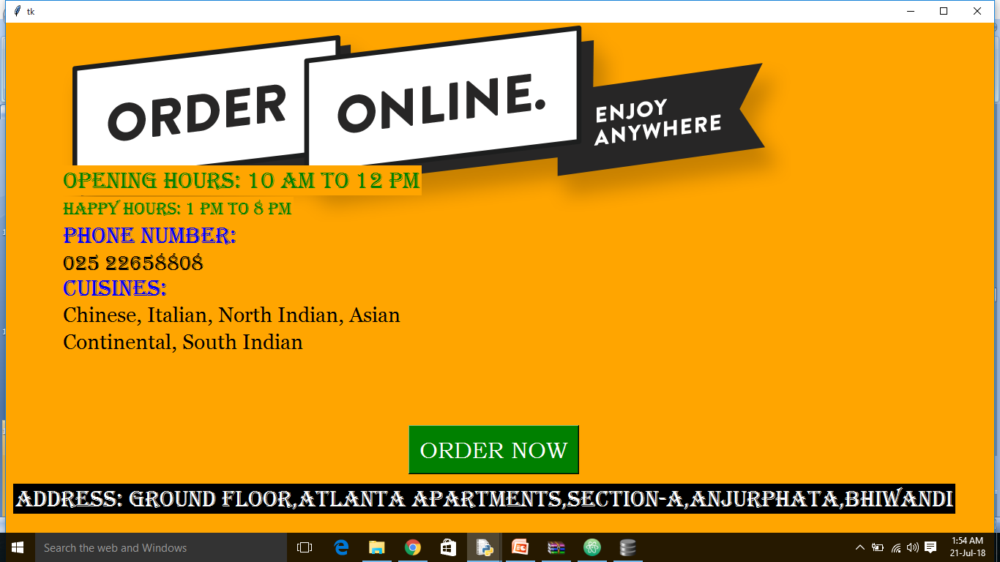 tk
ORDER ONLINE.
ENJOY
ANYWHERE
OPENING HOURS: 10 AM TO 12 PM
HAPPY HOURS: 1 PM TO 8 PM
PHONE NUMBER:
025 22658808
CUISINES:
Chinese, Italian, North Indian, Asian
Continental, South Indian
ORDER NOW
ADDRESS: GROUND FLOOR,ATLANTA APARTMENTS,SECTION-A,ANJURPHATA,BHIWANDI
Search the web and Windows
1:54 AM
21-Jul-18